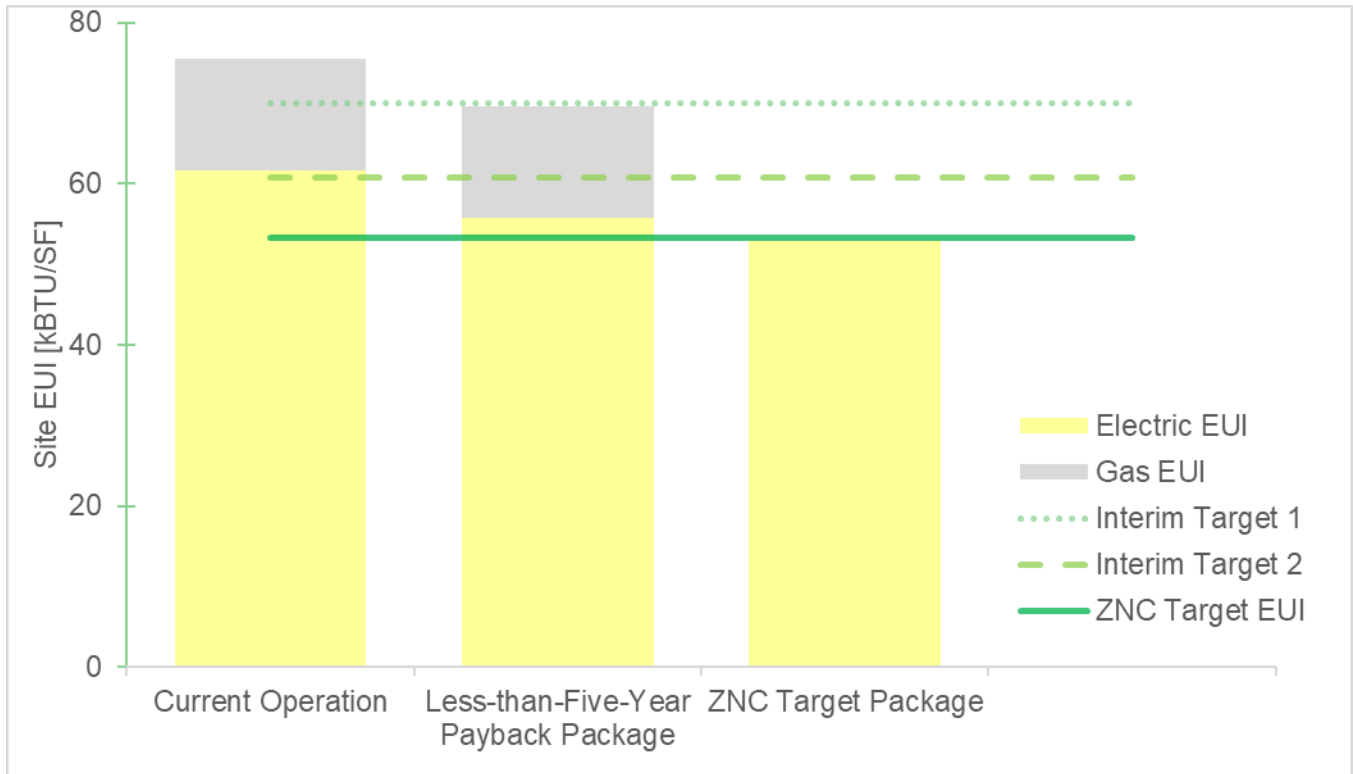 80
60
40
20
0
Site EUI [kBTU/SF]
Electric EUI
Gas EUI
Interim Target 1
Interim Target 2
ZNC Target EUI
Current Operation
Less-than-Five-Year
Payback Package
ZNC Target Package